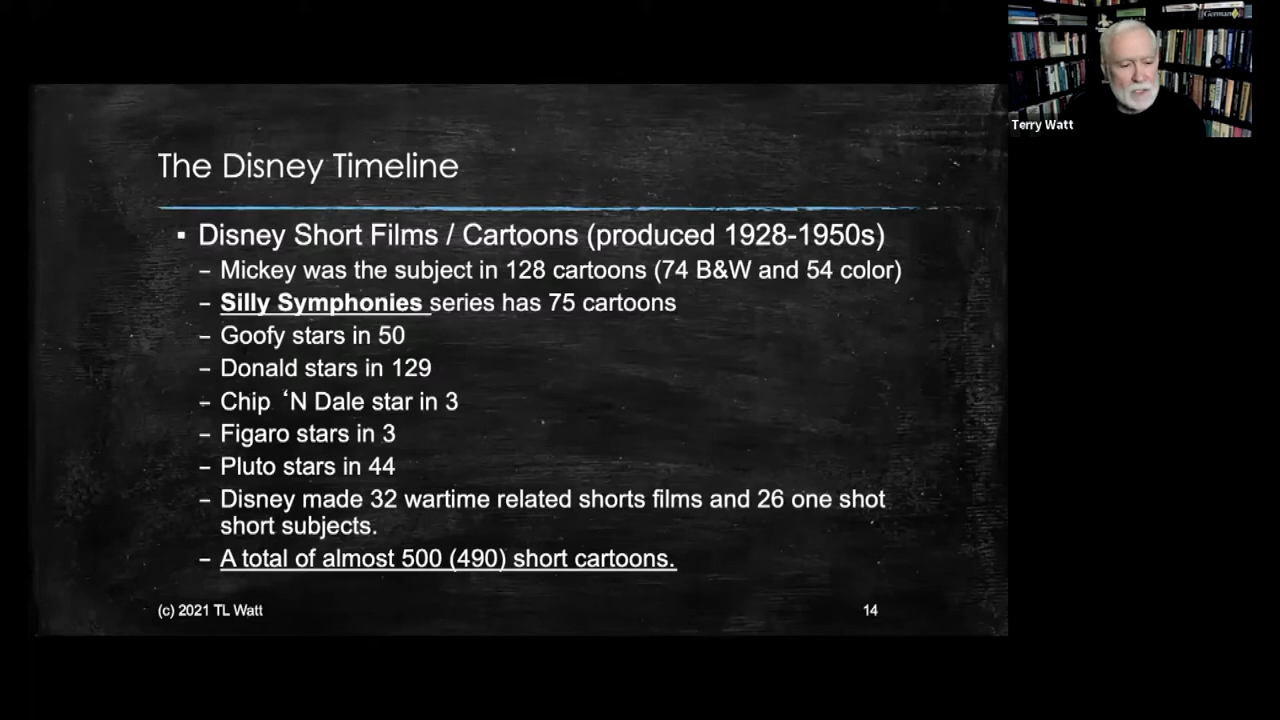 The Disney Timeline
▪ Disney Short Films / Cartoons (produced 1928-1950s)
– Mickey was the subject in 128 cartoons (74 B&W and 54 color)
– Silly Symphonies series has 75 cartoons
– Goofy stars in 50
– Donald stars in 129
– Chip ‘N Dale star in 3
– Figaro stars in 3
– Pluto stars in 44
– Disney made 32 wartime related shorts films and 26 one shot
short subjects.
– A total of almost 500 (490) short cartoons.
(c) 2021 TL Watt
14
German
Terry Watt